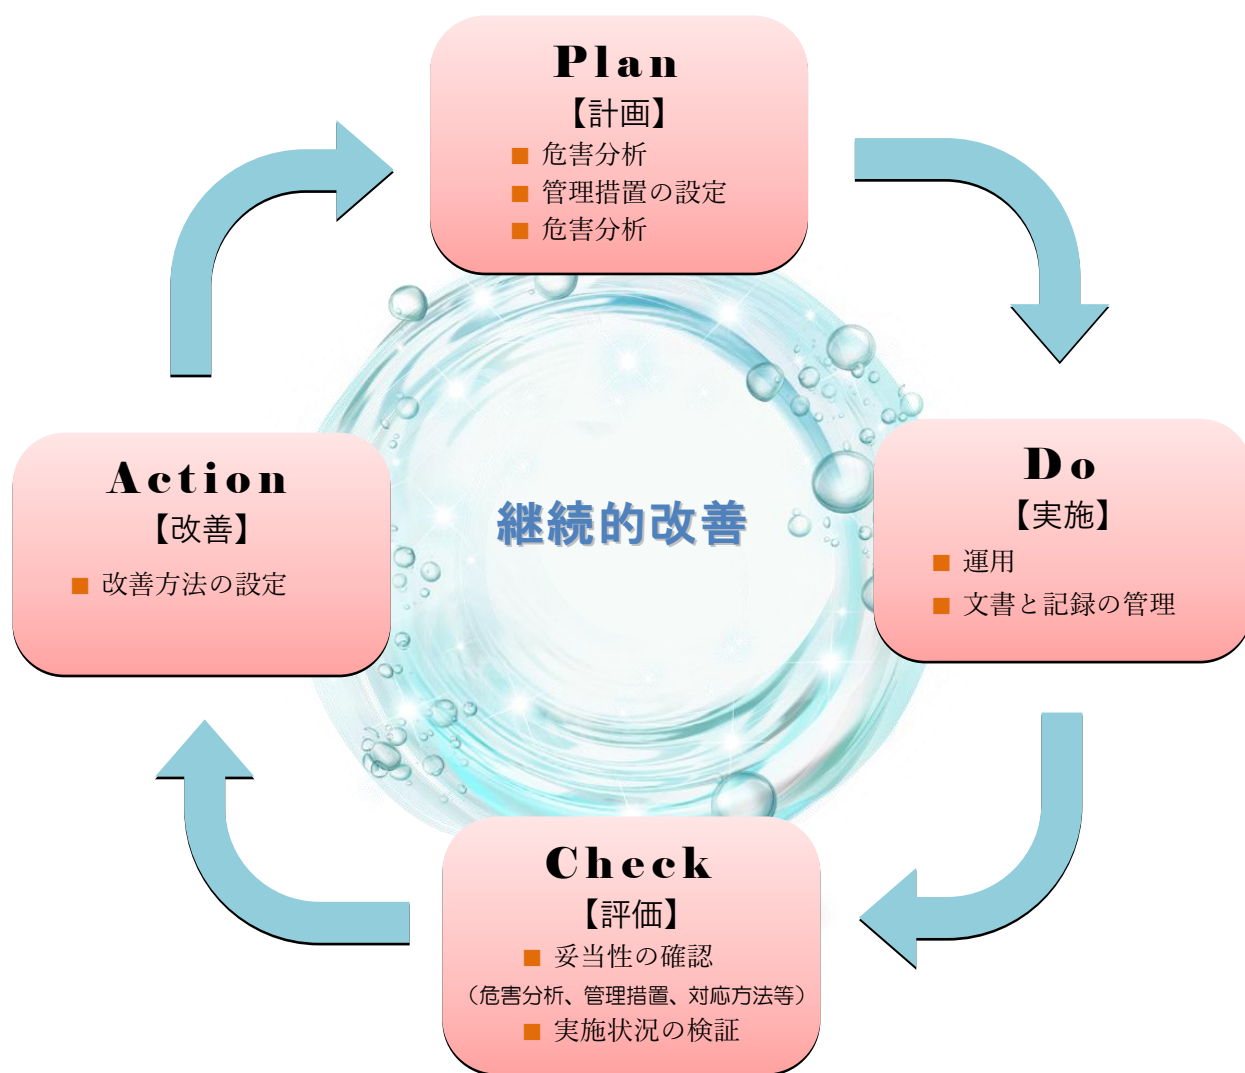 Plan
【計画】
■ 危害分析
■ 管理措置の設定
■ 危害分析
Do
【実施】
■ 運用
■ 文書と記録の管理
継続的改善
Action
【改善】
■ 改善方法の設定
Check
【評価】
■ 妥当性の確認
（危害分析、管理措置、対応方法等）
■ 実施状況の検証